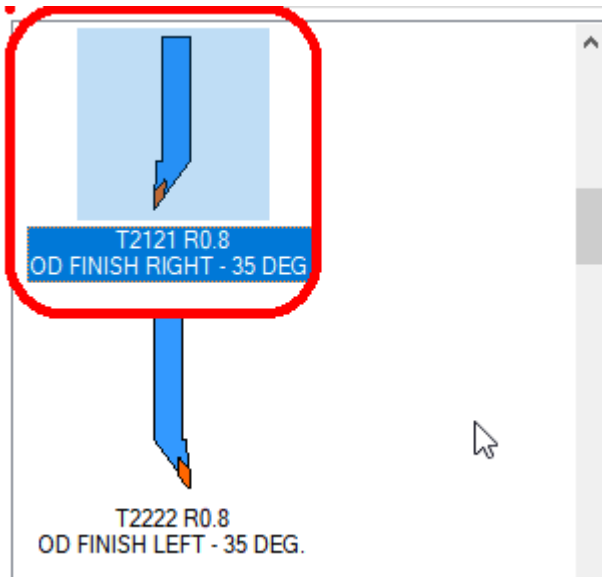 T2121 R0.8
OD FINISH RIGHT - 35 DEG
T2222 R0.8
OD FINISH LEFT - 35 DEG.